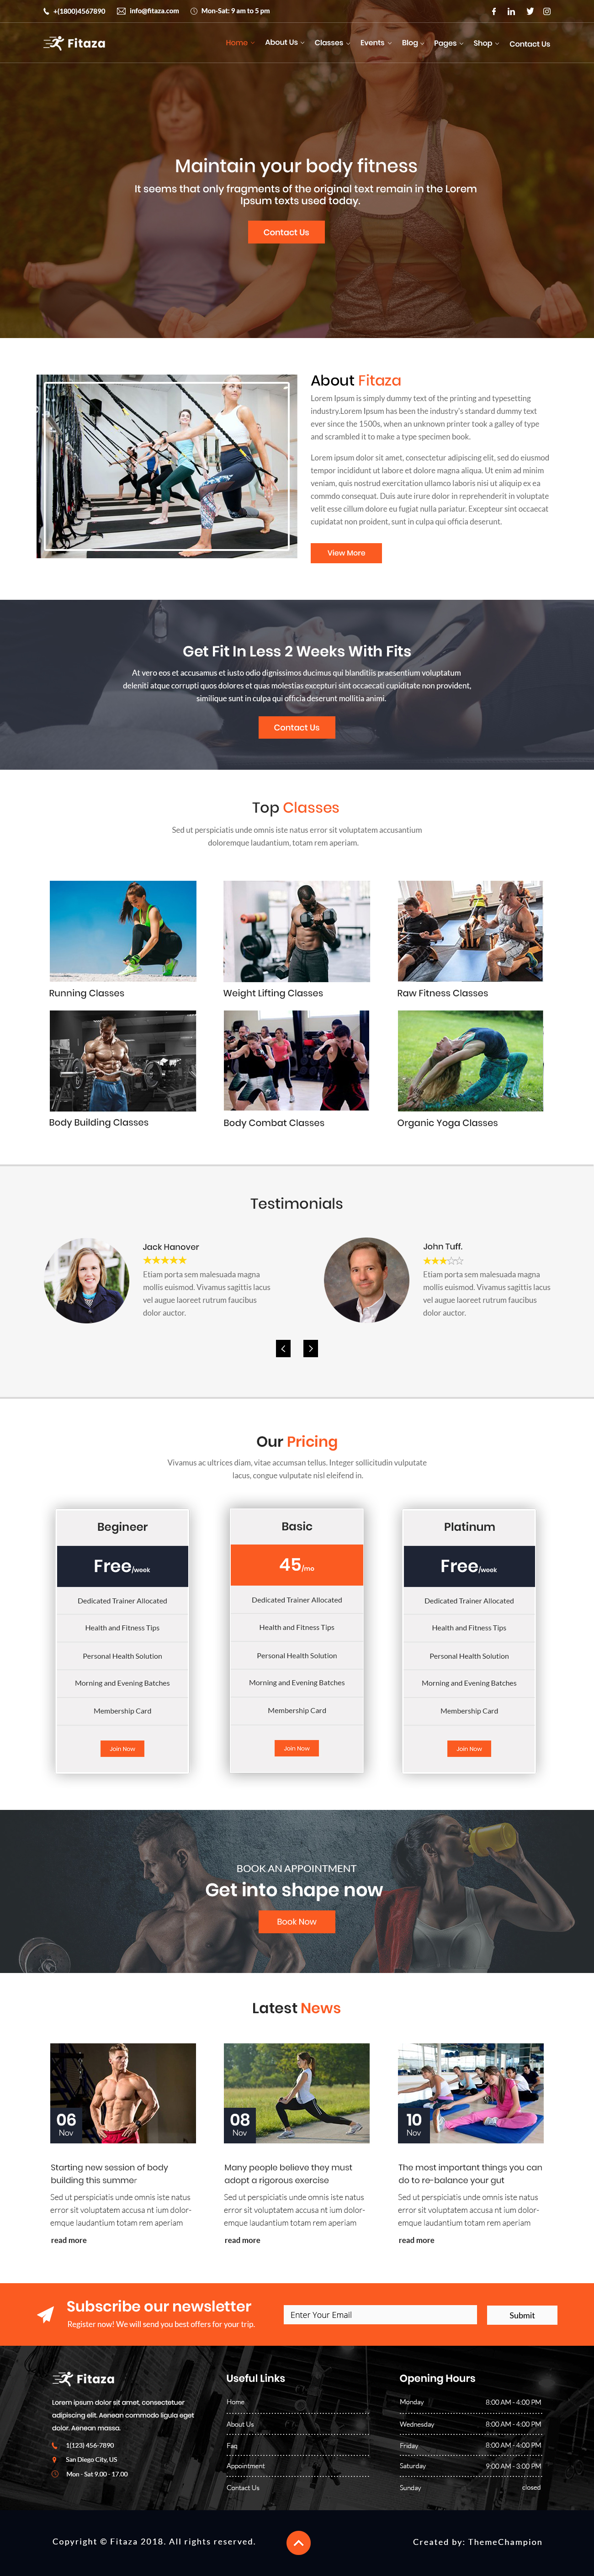 +(1800)4567890 info@fitaza.com Mon-Sat: 9 am to 5 pm
Fitaza Home About Us Classes Events Blog Pages Shop Contact Us
Maintain your body fitness
It seems that only fragments of the original text remain in the Lorem
Ipsum texts used today.
Contact Us
About Fitaza
Lorem Ipsum is simply dummy text of the printing and typesetting
industry.Lorem Ipsum has been the industry's standard dummy text
ever since the 1500s, when an unknown printer took a galley of type
and scrambled it to make a type specimen book.
Lorem ipsum dolor sit amet, consectetur adipiscing elit, sed do eiusmod
tempor incididunt ut labore et dolore magna aliqua. Ut enim ad minim
veniam, quis nostrud exercitation ullamco laboris nisi ut aliquip ex ea
commodo consequat. Duis aute irure dolor in reprehenderit in voluptate
velit esse cillum dolore eu fugiat nulla pariatur. Excepteur sint occaecat
cupidatat non proident, sunt in culpa qui officia deserunt.
View More
Get Fit In Less 2 Weeks With Fits
At vero eos et accusamus et iusto odio dignissimos ducimus qui blanditiis praesentium voluptatum
deleniti atque corrupti quos dolores et quas molestias excepturi sint occaecati cupiditate non provident,
similique sunt in culpa qui officia deserunt mollitia animi.
Contact Us
Top Classes
Sed ut perspiciatis unde omnis iste natus error sit voluptatem accusantium
doloremque laudantium, totam rem aperiam.
Running Classes
Weight Lifting Classes
Raw Fitness Classes
Body Building Classes
Body Combat Classes
Organic Yoga Classes
Testimonials
Jack Hanover
Etiam porta sem malesuada magna
mollis euismod. Vivamus sagittis lacus
vel augue laoreet rutrum faucibus
dolor auctor.
John Tuff.
Etiam porta sem malesuada magna
mollis euismod. Vivamus sagittis lacus
vel augue laoreet rutrum faucibus
dolor auctor.
Our Pricing
Vivamus ac ultrices diam, vitae accumsan tellus. Integer sollicitudin vulputate
lacus, congue vulputate nisl eleifend in.
Begineer
Free/week
Dedicated Trainer Allocated
Health and Fitness Tips
Personal Health Solution
Morning and Evening Batches
Membership Card
Join Now
Basic
45/mo
Dedicated Trainer Allocated
Health and Fitness Tips
Personal Health Solution
Morning and Evening Batches
Membership Card
Join Now
Platinum
Free/week
Dedicated Trainer Allocated
Health and Fitness Tips
Personal Health Solution
Morning and Evening Batches
Membership Card
Join Now
BOOK AN APPOINTMENT
Get into shape now
Book Now
Latest News
06
Nov
Starting new session of body
building this summer
Sed ut perspiciatis unde omnis iste natus
error sit voluptatem accusa nt ium dolor-
emque laudantium totam rem aperiam
read more
08
Nov
Many people believe they must
adopt a rigorous exercise
Sed ut perspiciatis unde omnis iste natus
error sit voluptatem accusa nt ium dolor-
emque laudantium totam rem aperiam
read more
10
Nov
The most important things you can
do to re-balance your gut
Sed ut perspiciatis unde omnis iste natus
error sit voluptatem accusa nt ium dolor-
emque laudantium totam rem aperiam
read more
Subscribe our newsletter
Register now! We will send you best offers for your trip.
Enter Your Email
Submit
Fitaza
Lorem ipsum dolor sit amet, consectetuer
adipiscing elit. Aenean commodo ligula eget
dolor. Aenean massa.
1(123) 456-7890
San Diego City, US
Mon - Sat 9.00 - 17.00
Useful Links
Home
About Us
Faq
Appointment
Contact Us
Opening Hours
Monday 8:00 AM - 4:00 PM
Wednesday 8:00 AM - 4:00 PM
Friday 8:00 AM - 4:00 PM
Saturday 9:00 AM - 3:00 PM
Sunday closed
Copyright © Fitaza 2018. All rights reserved.
Created by: ThemeChampion